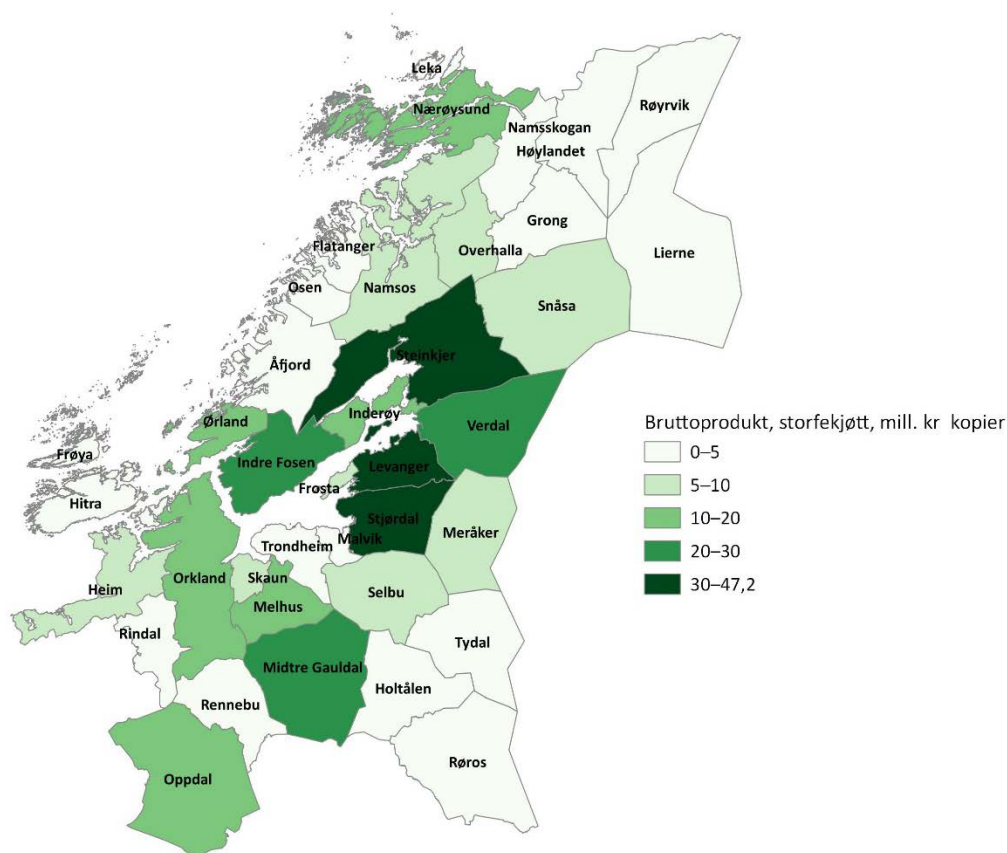 Leka
Nærøysund
Røyrvik
Namsskogan
Høylandet
Grong
Flatanger
Overhalla
Lierne
Osen
Namsos
Snåsa
Steinkjer
Åfjord
Inderøy
Ørland
Verdal
Frøya
Indre Fosen
Levanger
Frosta
Hitra
Stjørdal
Meråker
Trondheim
Malvik
Orkland
Skaun
Heim
Selbu
Melhus
Rindal
Tydal
Midtre Gauldal
Holtålen
Rennebu
Røros
Oppdal
Bruttoprodukt, storfekjøtt, mill. kr kopier
0–5
5–10
10–20
20–30
30–47,2